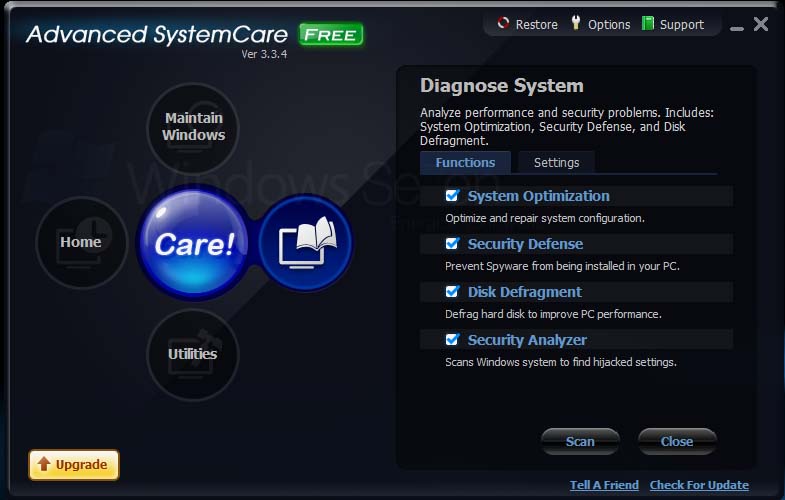 Advanced SystemCare FREE
Ver 3.3.4
Restore Options Support
Maintain
Windows
Home
Care!
Utilities
Upgrade
Diagnose System
Analyze performance and security problems. Includes:
System Optimization, Security Defense, and Disk
Defragment.
Functions Settings
System Optimization
Optimize and repair system configuration.
Security Defense
Prevent Spyware from being installed in your PC.
Disk Defragment
Defrag hard disk to improve PC performance.
Security Analyzer
Scans Windows system to find hijacked settings.
Scan Close
Tell A Friend Check For Update
Windows Se